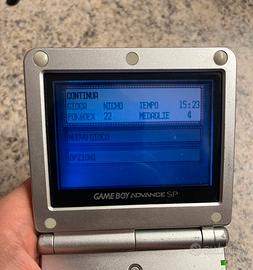 CONTINUA
GIOCA NICHO TEMPO 15:23
POKéDEX 22 MEDAGLIE 4
NUOVO GIOCO
OPZIONI
GAME BOY ADVANCE SP